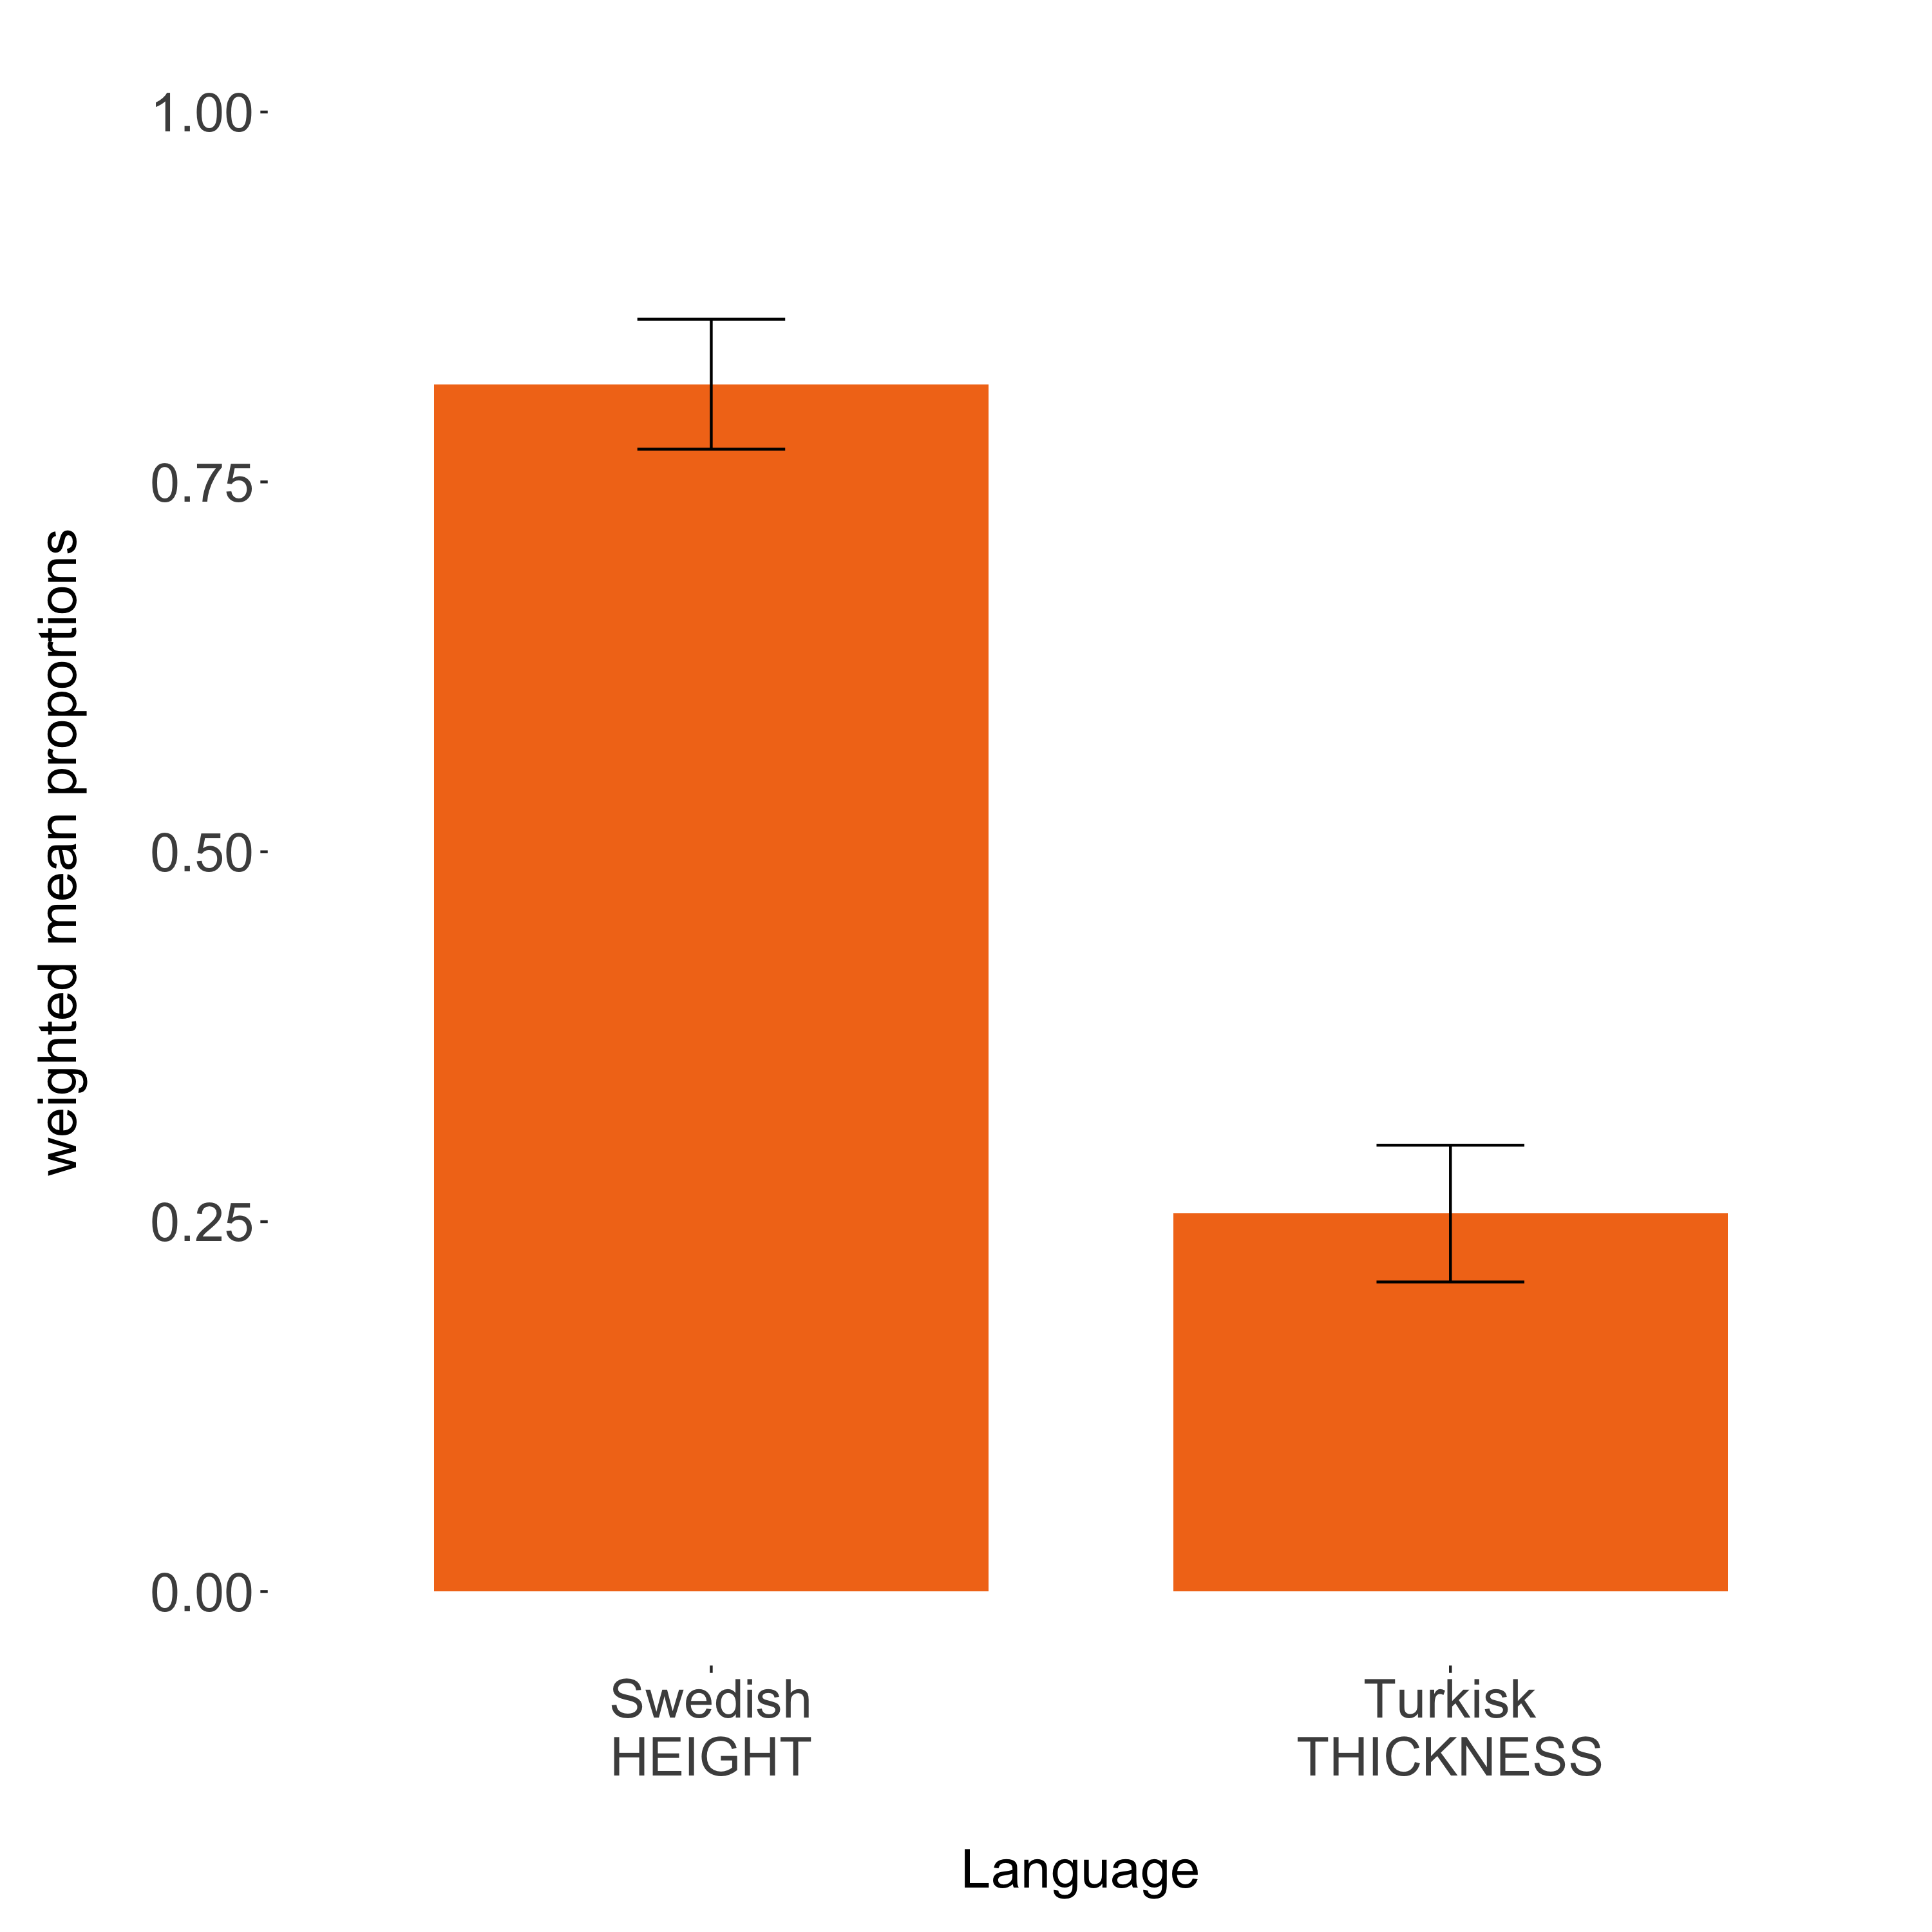 1.00
0.75
0.50
0.25
0.00
weighted mean proportions
Swedish
HEIGHT
Turkisk
THICKNESS
Language